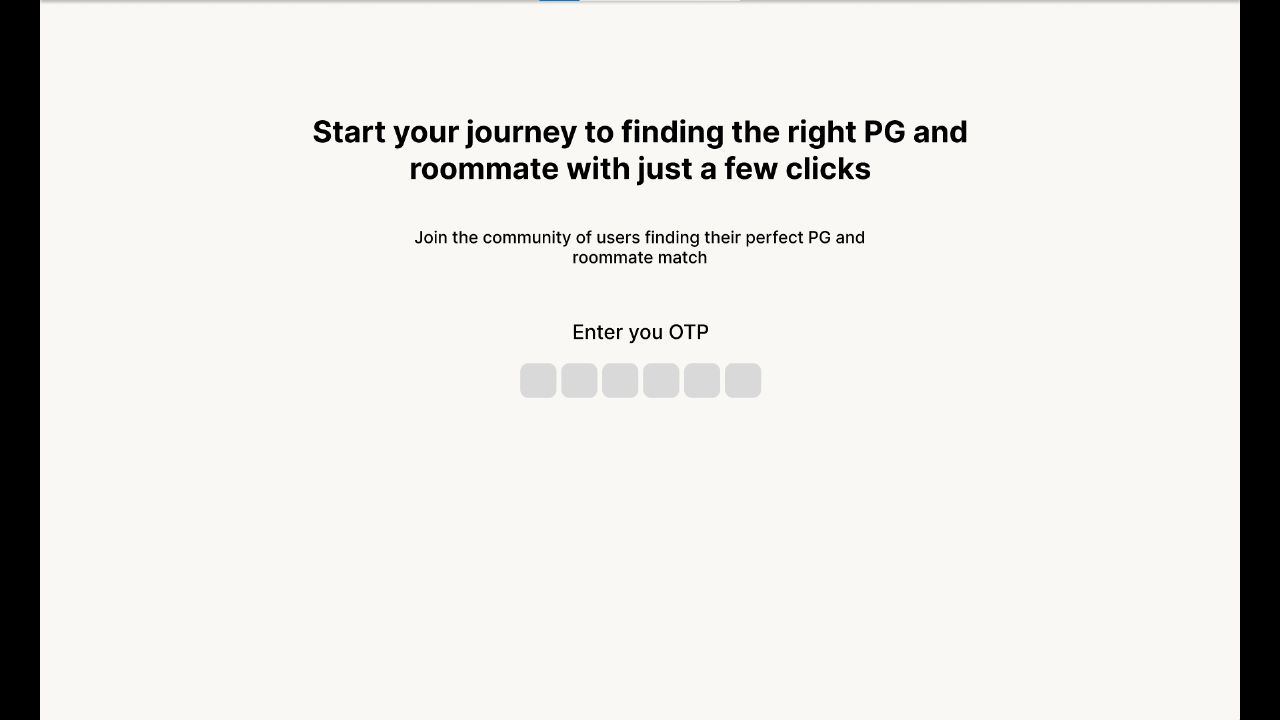 Start your journey to finding the right PG and
roommate with just a few clicks
Join the community of users finding their perfect PG and
roommate match
Enter you OTP